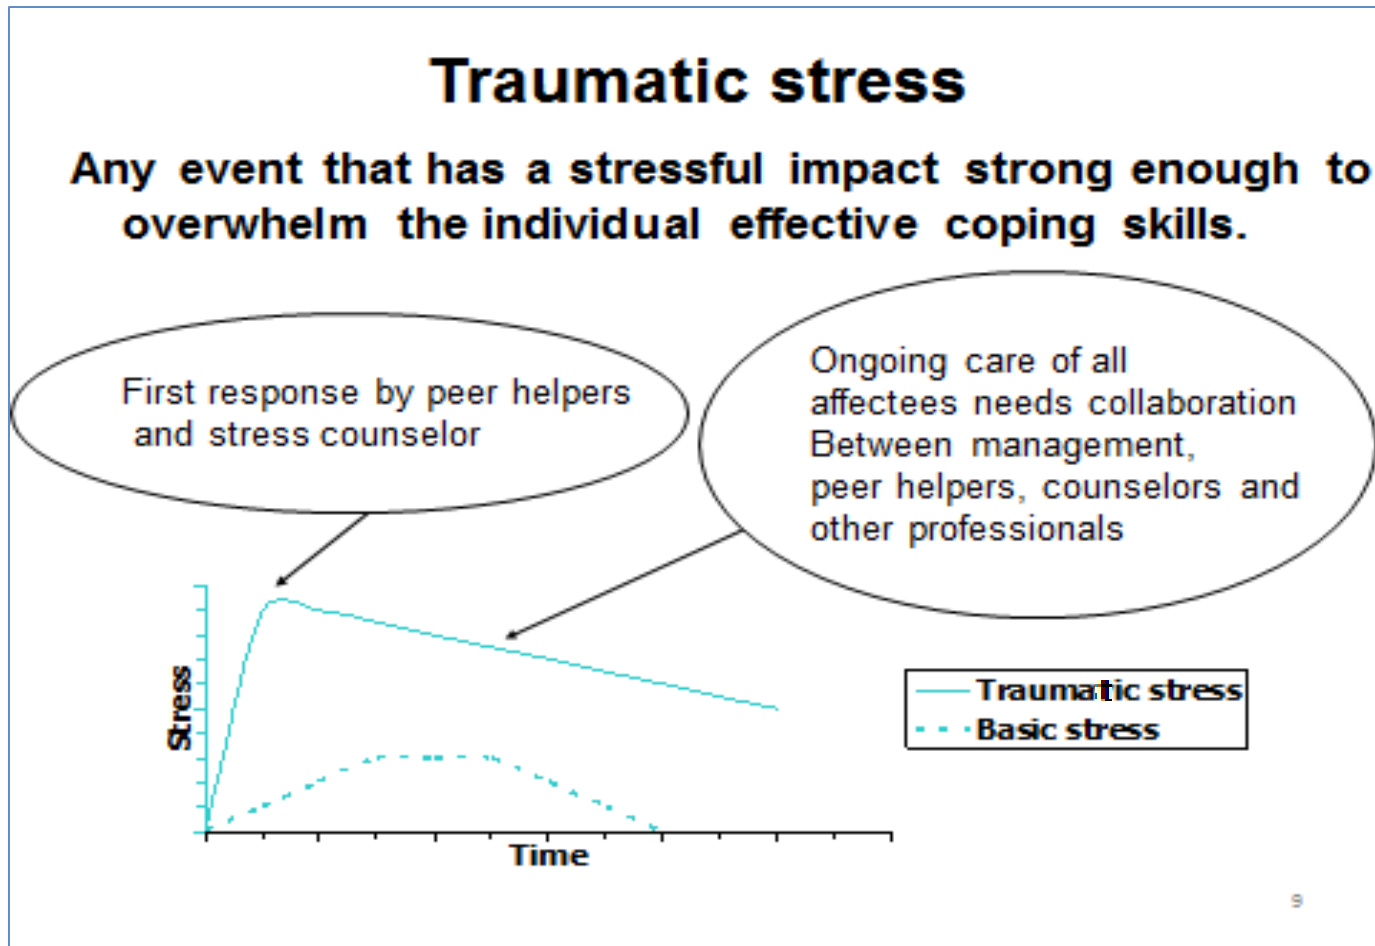 Traumatic stress
Any event that has a stressful impact strong enough to
overwhelm the individual effective coping skills.
First response by peer helpers
and stress counselor
Ongoing care of all
affectees needs collaboration
Between management,
peer helpers, counselors and
other professionals
Stress
Time
Traumatic stress
Basic stress
9